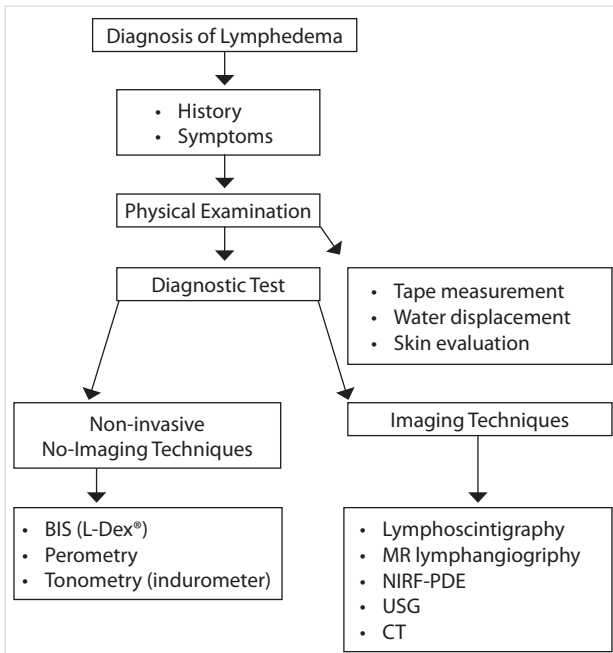 Diagnosis of Lymphedema
• History
• Symptoms
Physical Examination
Diagnostic Test
• Tape measurement
• Water displacement
• Skin evaluation
Non-invasive
No-Imaging Techniques
Imaging Techniques
• BIS (L-Dex®)
• Perometry
• Tonometry (indurometer)
• Lymphoscintigraphy
• MR lymphangiogriphy
• NIRF-PDE
• USG
• CT